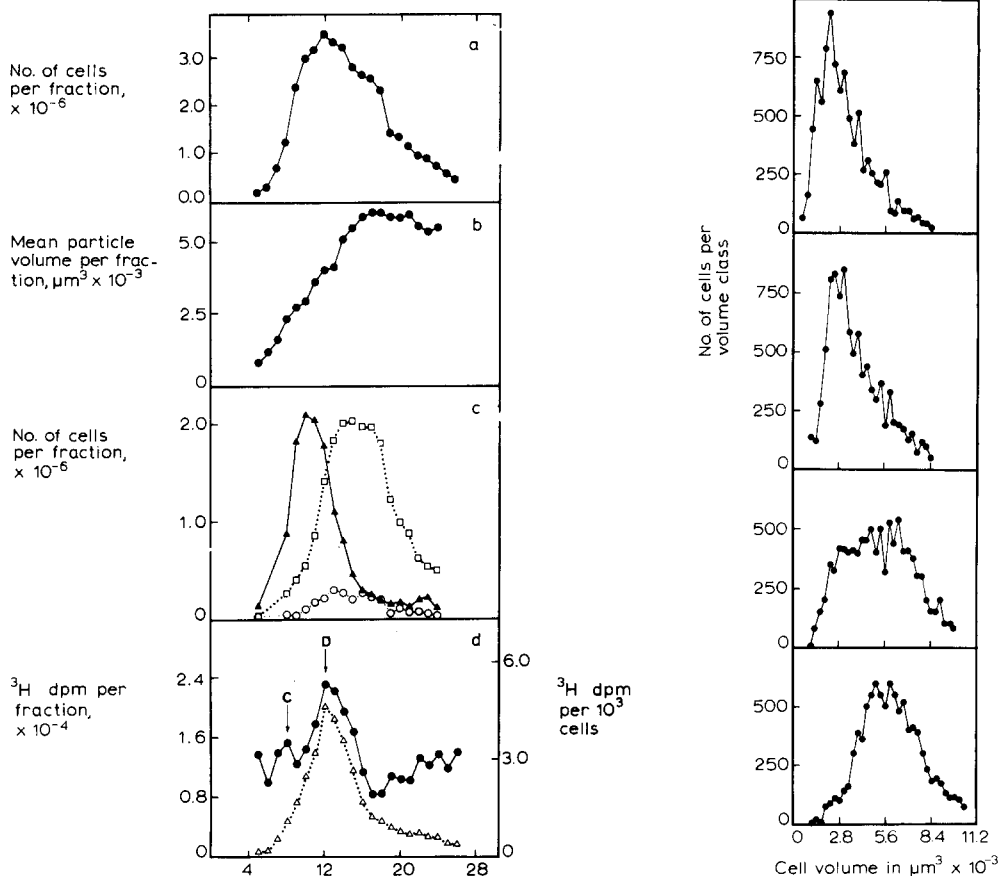 a
No. of cells
per fraction,
x 10⁻⁶
3.0
2.0
1.0
0.0
b
Mean particle
volume per frac-
tion, µm³ x 10⁻³
5.0
2.5
0
c
No. of cells
per fraction,
x 10⁻⁶
2.0
1.0
0
d
C
D
³H dpm per
fraction,
x 10⁻⁴
2.4
1.6
0.8
0
6.0
3.0
0
³H dpm
per 10³
cells
4 12 20 28
No. of cells per
volume class
750
500
250
0
750
500
250
0
500
250
0
500
250
0
0 2.8 5.6 8.4 11.2
Cell volume in µm³ x 10⁻³